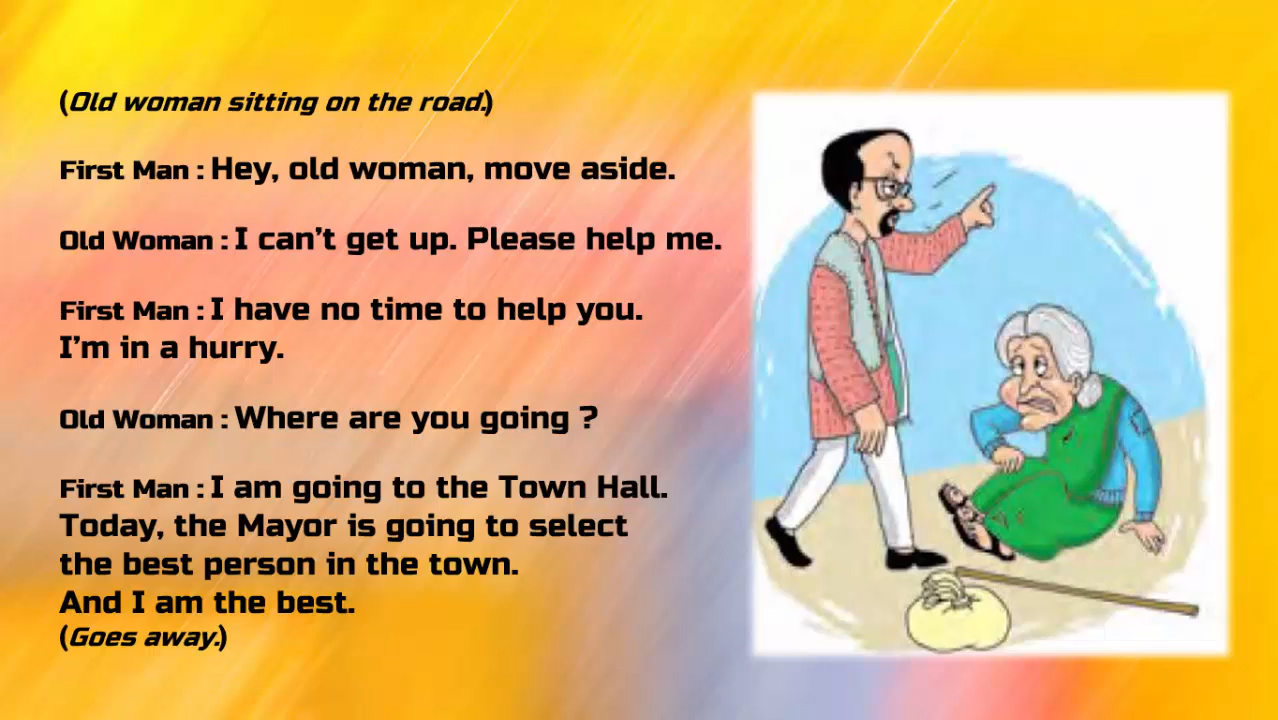 (Old woman sitting on the road.)
First Man : Hey, old woman, move aside.
Old Woman : I can't get up. Please help me.
First Man : I have no time to help you.
I'm in a hurry.
Old Woman : Where are you going ?
First Man : I am going to the Town Hall.
Today, the Mayor is going to select
the best person in the town.
And I am the best.
(Goes away.)